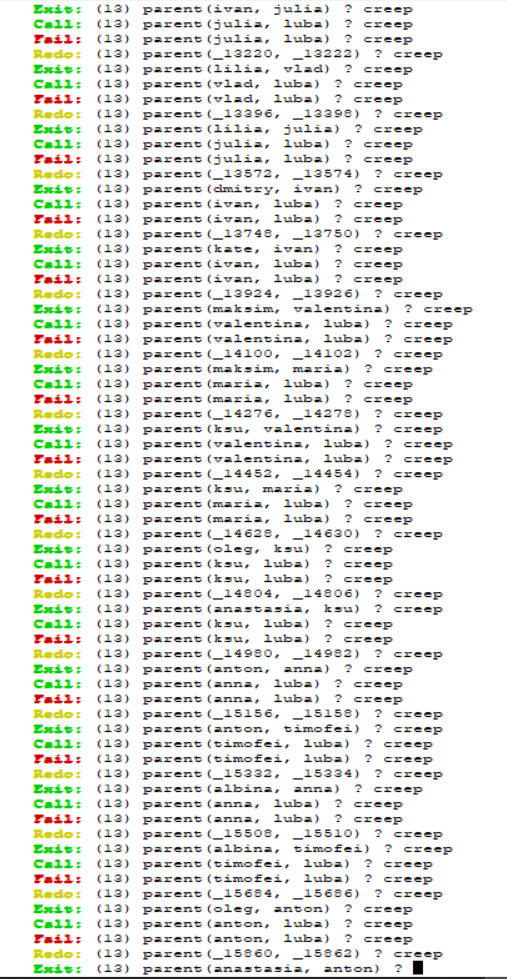 Exit: (13) parent(ivan, julia) ? creep
Call: (13) parent(julia, luba) ? creep
Fail: (13) parent(julia, luba) ? creep
Redo: (13) parent(_13220, _13222) ? creep
Exit: (13) parent(lilia, vlad) ? creep
Call: (13) parent(vlad, luba) ? creep
Fail: (13) parent(vlad, luba) ? creep
Redo: (13) parent(_13396, _13398) ? creep
Exit: (13) parent(lilia, julia) ? creep
Call: (13) parent(julia, luba) ? creep
Fail: (13) parent(julia, luba) ? creep
Redo: (13) parent(_13572, _13574) ? creep
Exit: (13) parent(dmitry, ivan) ? creep
Call: (13) parent(ivan, luba) ? creep
Fail: (13) parent(ivan, luba) ? creep
Redo: (13) parent(_13748, _13750) ? creep
Exit: (13) parent(kate, ivan) ? creep
Call: (13) parent(ivan, luba) ? creep
Fail: (13) parent(ivan, luba) ? creep
Redo: (13) parent(_13924, _13926) ? creep
Exit: (13) parent(maksim, valentina) ? creep
Call: (13) parent(valentina, luba) ? creep
Fail: (13) parent(valentina, luba) ? creep
Redo: (13) parent(_14100, _14102) ? creep
Exit: (13) parent(maksim, maria) ? creep
Call: (13) parent(maria, luba) ? creep
Fail: (13) parent(maria, luba) ? creep
Redo: (13) parent(_14276, _14278) ? creep
Exit: (13) parent(ksu, valentina) ? creep
Call: (13) parent(valentina, luba) ? creep
Fail: (13) parent(valentina, luba) ? creep
Redo: (13) parent(_14452, _14454) ? creep
Exit: (13) parent(ksu, maria) ? creep
Call: (13) parent(maria, luba) ? creep
Fail: (13) parent(maria, luba) ? creep
Redo: (13) parent(_14628, _14630) ? creep
Exit: (13) parent(oleg, ksu) ? creep
Call: (13) parent(ksu, luba) ? creep
Fail: (13) parent(ksu, luba) ? creep
Redo: (13) parent(_14804, _14806) ? creep
Exit: (13) parent(anastasia, ksu) ? creep
Call: (13) parent(ksu, luba) ? creep
Fail: (13) parent(ksu, luba) ? creep
Redo: (13) parent(_14980, _14982) ? creep
Exit: (13) parent(anton, anna) ? creep
Call: (13) parent(anna, luba) ? creep
Fail: (13) parent(anna, luba) ? creep
Redo: (13) parent(_15156, _15158) ? creep
Exit: (13) parent(anton, timofei) ? creep
Call: (13) parent(timofei, luba) ? creep
Fail: (13) parent(timofei, luba) ? creep
Redo: (13) parent(_15332, _15334) ? creep
Exit: (13) parent(albina, anna) ? creep
Call: (13) parent(anna, luba) ? creep
Fail: (13) parent(anna, luba) ? creep
Redo: (13) parent(_15508, _15510) ? creep
Exit: (13) parent(albina, timofei) ? creep
Call: (13) parent(timofei, luba) ? creep
Fail: (13) parent(timofei, luba) ? creep
Redo: (13) parent(_15684, _15686) ? creep
Exit: (13) parent(oleg, anton) ? creep
Call: (13) parent(anton, luba) ? creep
Fail: (13) parent(anton, luba) ? creep
Redo: (13) parent(_15860, _15862) ? creep
Exit: (13) parent(anastasia, anton) ?